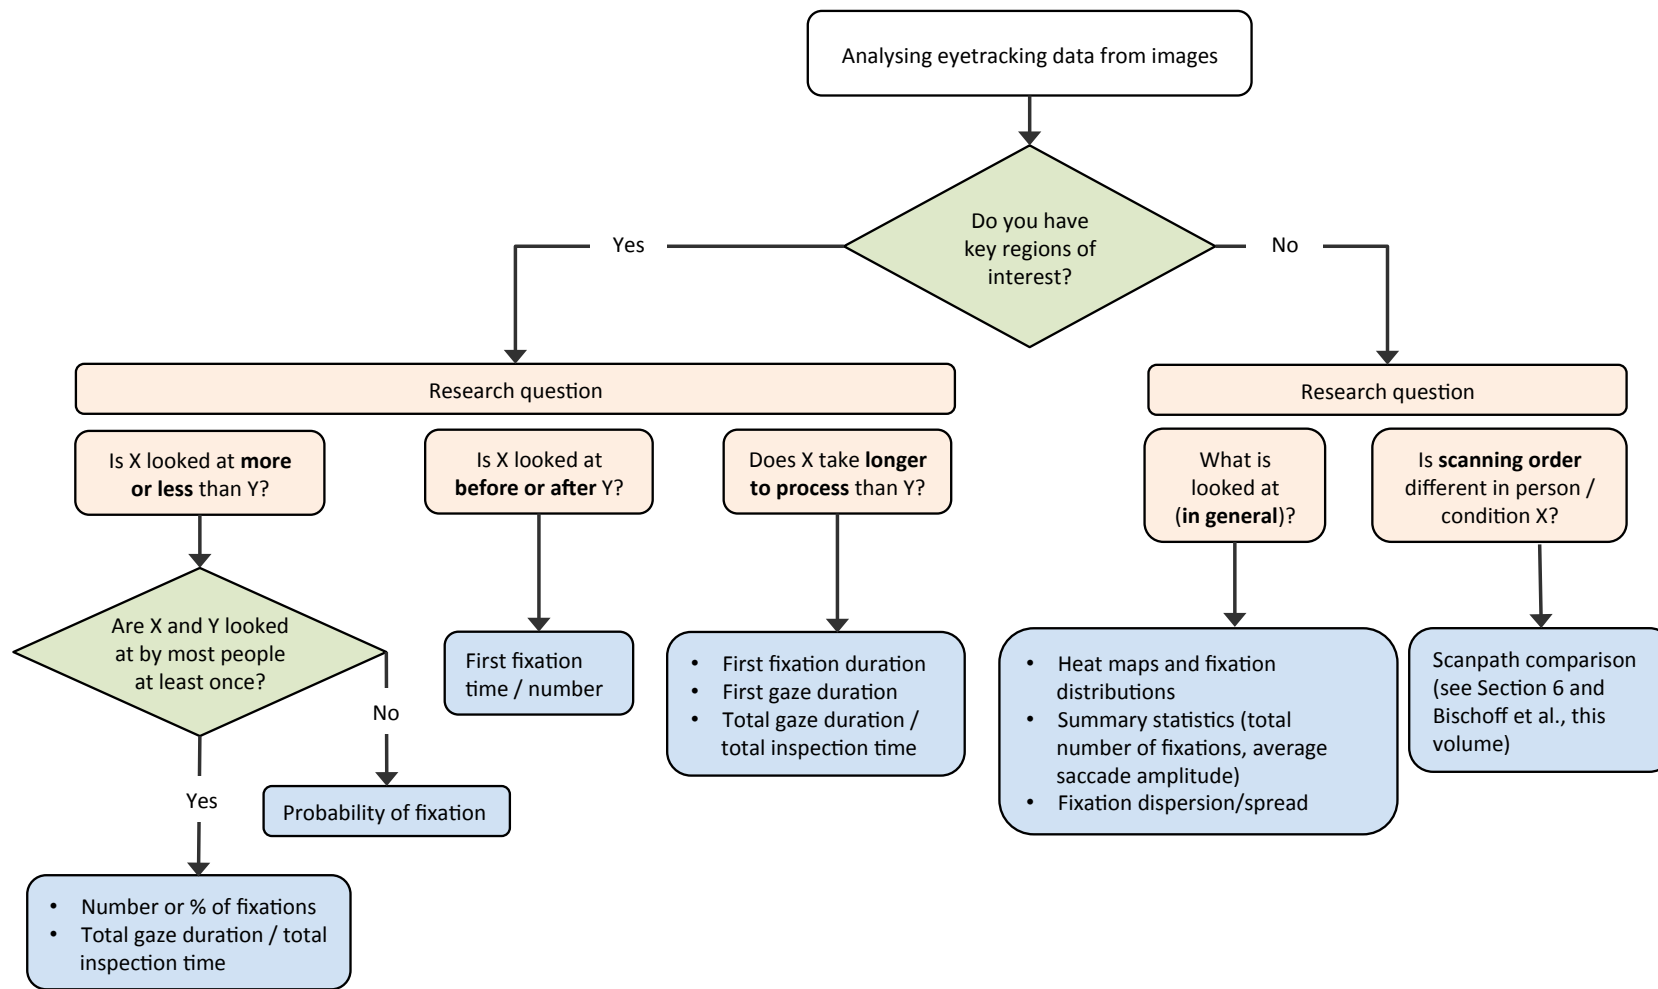 Analysing eyetracking data from images
Do you have
key regions of
interest?
Yes
No
Research question
Research question
Is X looked at more
or less than Y?
Is X looked at
before or after Y?
Does X take longer
to process than Y?
What is
looked at
(in general)?
Is scanning order
different in person /
condition X?
Are X and Y looked
at by most people
at least once?
No
Yes
First fixation
time / number
• First fixation duration
• First gaze duration
• Total gaze duration /
total inspection time
• Heat maps and fixation
distributions
• Summary statistics (total
number of fixations, average
saccade amplitude)
• Fixation dispersion/spread
Scanpath comparison
(see Section 6 and
Bischoff et al., this
volume)
Probability of fixation
• Number or % of fixations
• Total gaze duration / total
inspection time